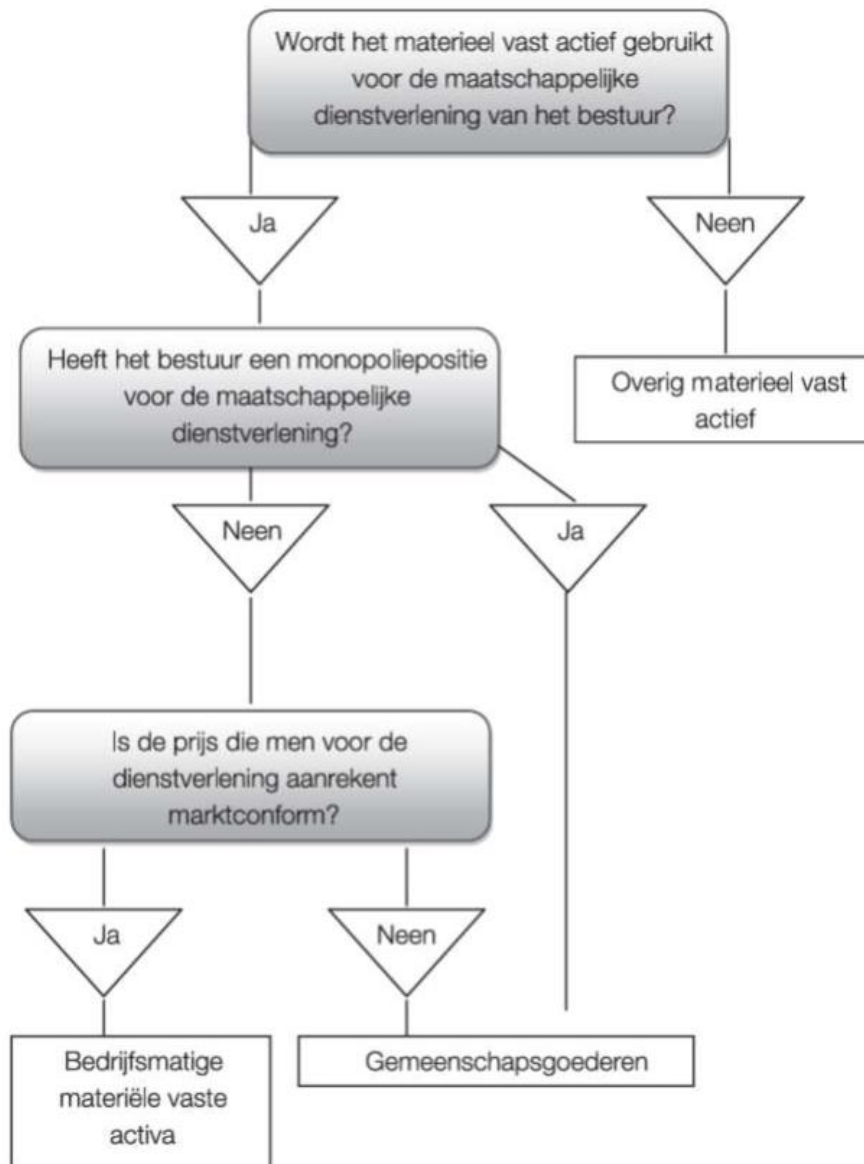 Wordt het materieel vast actief gebruikt
voor de maatschappelijke
dienstverlening van het bestuur?
Ja
Neen
Heeft het bestuur een monopoliepositie
voor de maatschappelijke
dienstverlening?
Overig materieel vast
actief
Neen
Ja
Is de prijs die men voor de
dienstverlening aanrekent
marktconform?
Ja
Neen
Bedrijfsmatige
materiële vaste
activa
Gemeenschapsgoederen